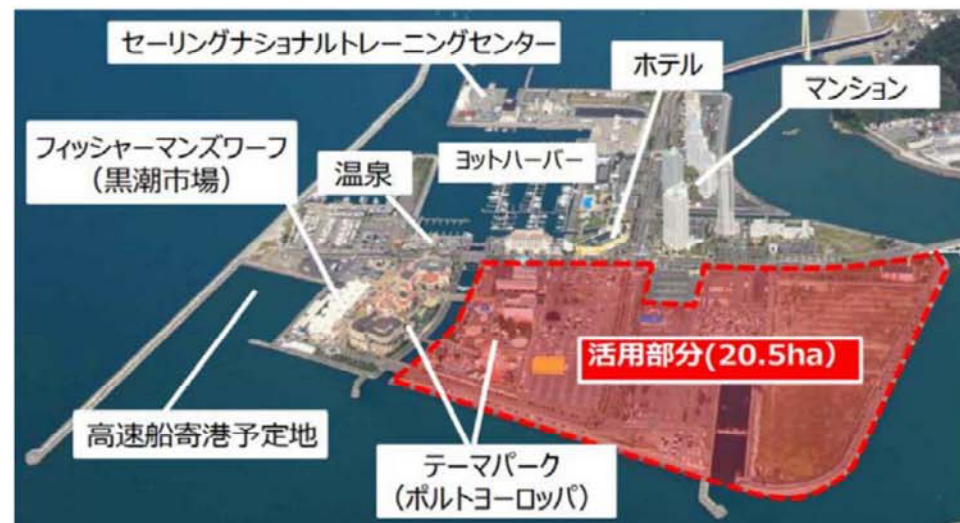 セーリングナショナルトレーニングセンター
ホテル
マンション
フィッシャーマンズワーフ
（黒潮市場）
温泉
ヨットハーバー
活用部分(20.5ha）
高速船寄港予定地
テーマパーク
（ポルトヨーロッパ）